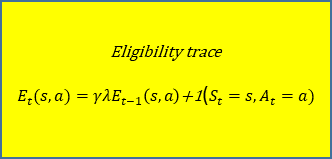 Eligibility trace
E_t(s, a) = γλE_{t−1}(s, a)+1(S_t = s, A_t = a)